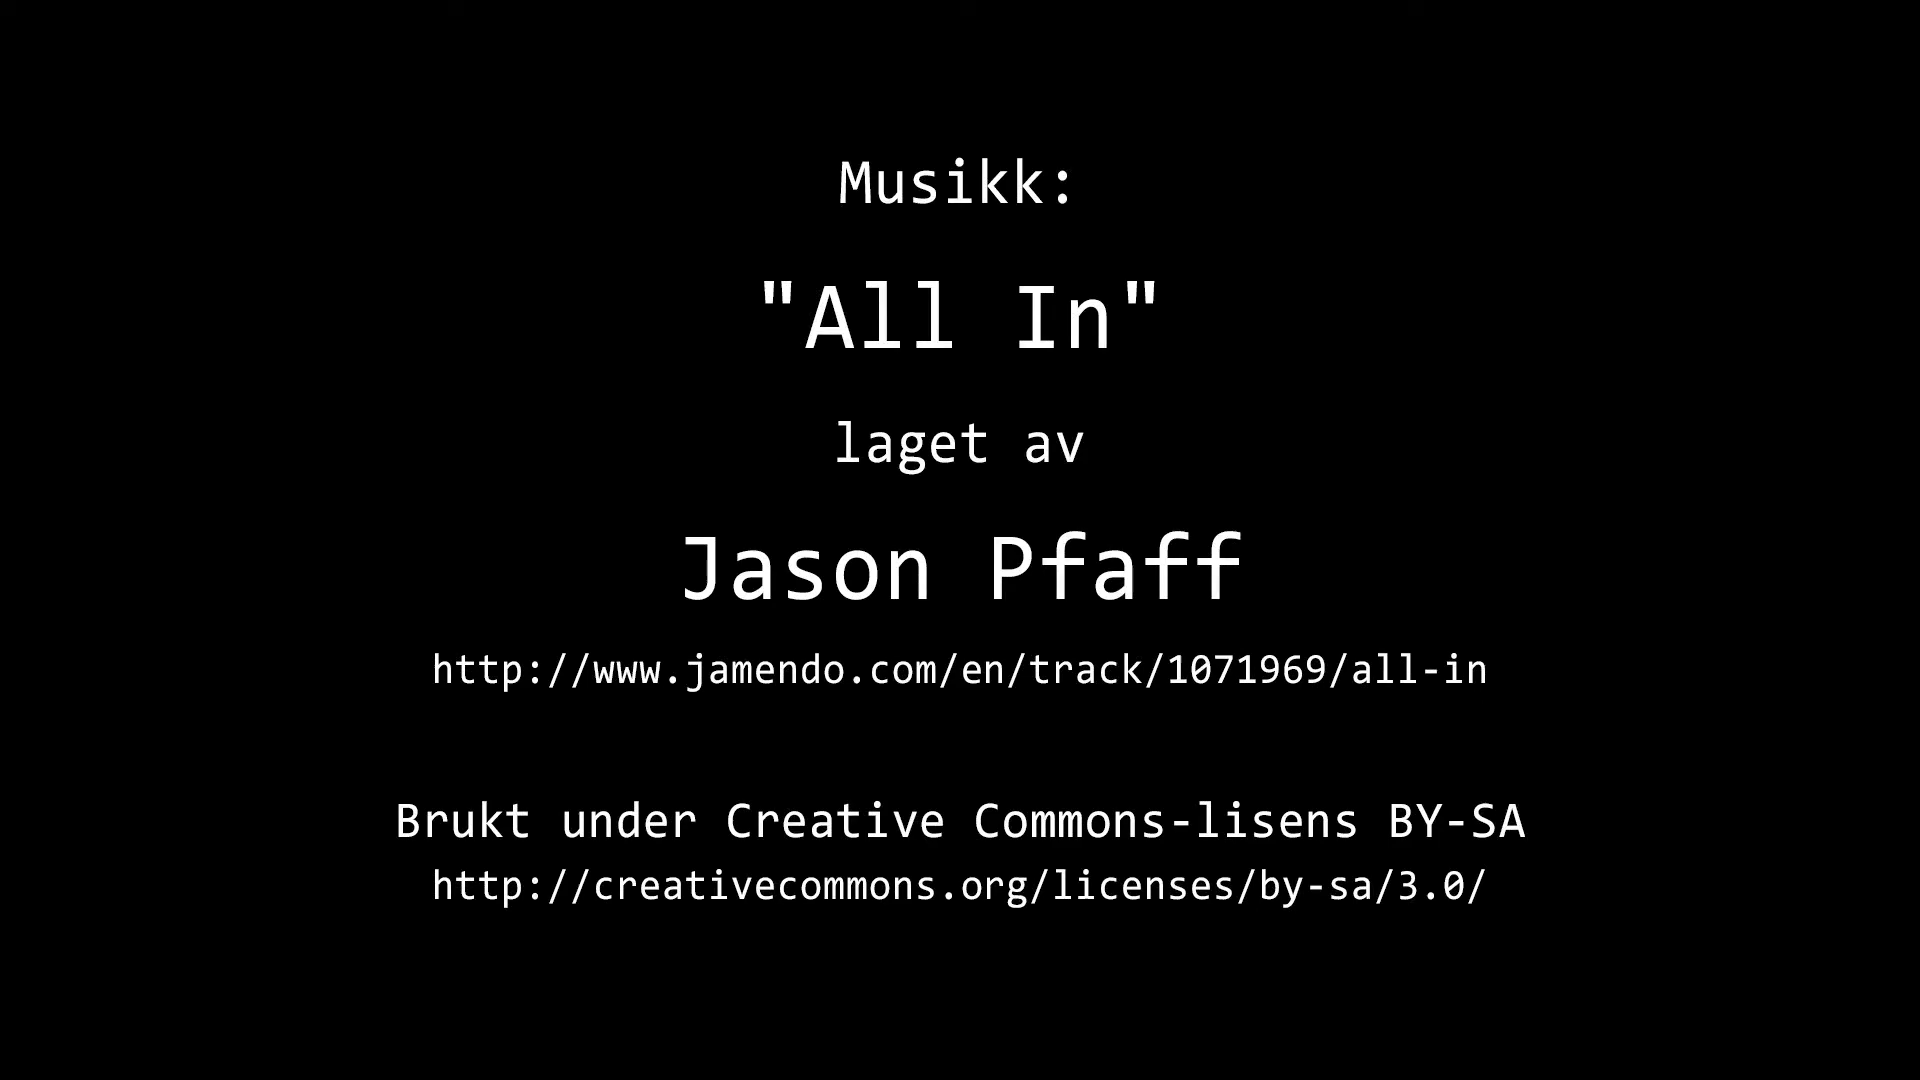 Musikk:
"All In"
laget av
Jason Pfaff
http://www.jamendo.com/en/track/1071969/all-in
Brukt under Creative Commons-lisens BY-SA
http://creativecommons.org/licenses/by-sa/3.0/